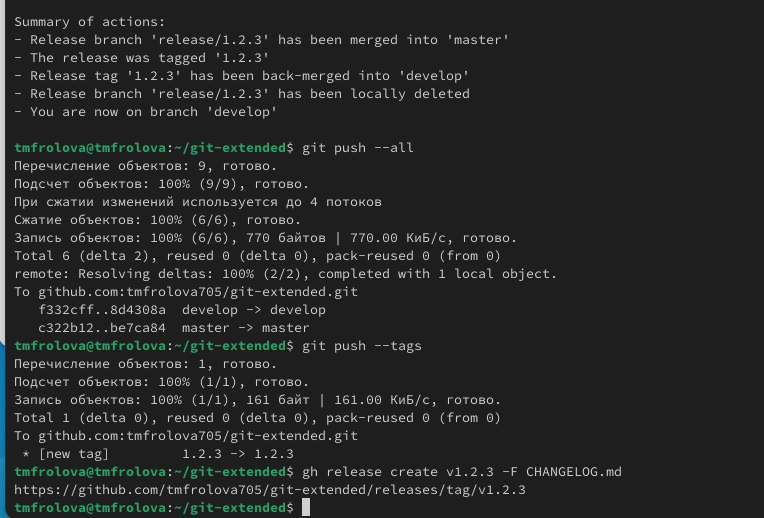 Summary of actions:
- Release branch 'release/1.2.3' has been merged into 'master'
- The release was tagged '1.2.3'
- Release tag '1.2.3' has been back-merged into 'develop'
- Release branch 'release/1.2.3' has been locally deleted
- You are now on branch 'develop'
tmfrolova@tmfrolova:~/git-extended$ git push --all
Перечисление объектов: 9, готово.
Подсчет объектов: 100% (9/9), готово.
При сжатии изменений используется до 4 потоков
Сжатие объектов: 100% (6/6), готово.
Запись объектов: 100% (6/6), 770 байтов | 770.00 КиБ/с, готово.
Total 6 (delta 2), reused 0 (delta 0), pack-reused 0 (from 0)
remote: Resolving deltas: 100% (2/2), completed with 1 local object.
To github.com:tmfrolova705/git-extended.git
   f332cff..8d4308a  develop -> develop
   c322b12..be7ca84  master -> master
tmfrolova@tmfrolova:~/git-extended$ git push --tags
Перечисление объектов: 1, готово.
Подсчет объектов: 100% (1/1), готово.
Запись объектов: 100% (1/1), 161 байт | 161.00 КиБ/с, готово.
Total 1 (delta 0), reused 0 (delta 0), pack-reused 0 (from 0)
To github.com:tmfrolova705/git-extended.git
 * [new tag]         1.2.3 -> 1.2.3
tmfrolova@tmfrolova:~/git-extended$ gh release create v1.2.3 -F CHANGELOG.md
https://github.com/tmfrolova705/git-extended/releases/tag/v1.2.3
tmfrolova@tmfrolova:~/git-extended$